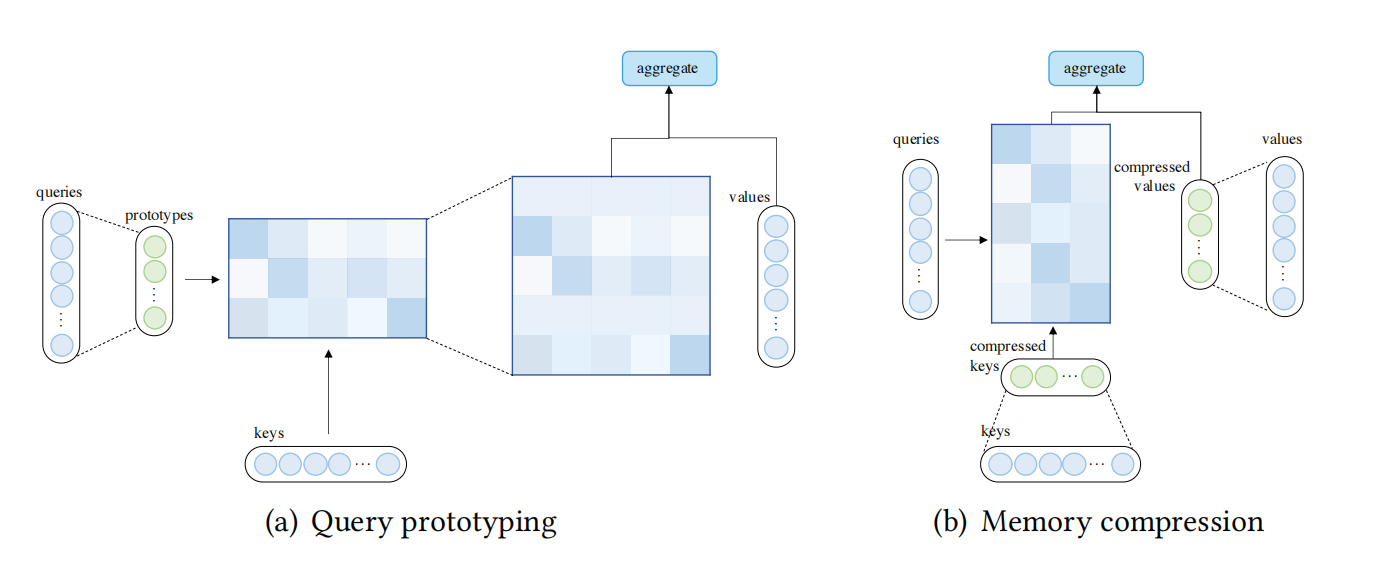 aggregate
queries
prototypes
values
keys
(a) Query prototyping
aggregate
queries
compressed
values
values
compressed
keys
keys
(b) Memory compression